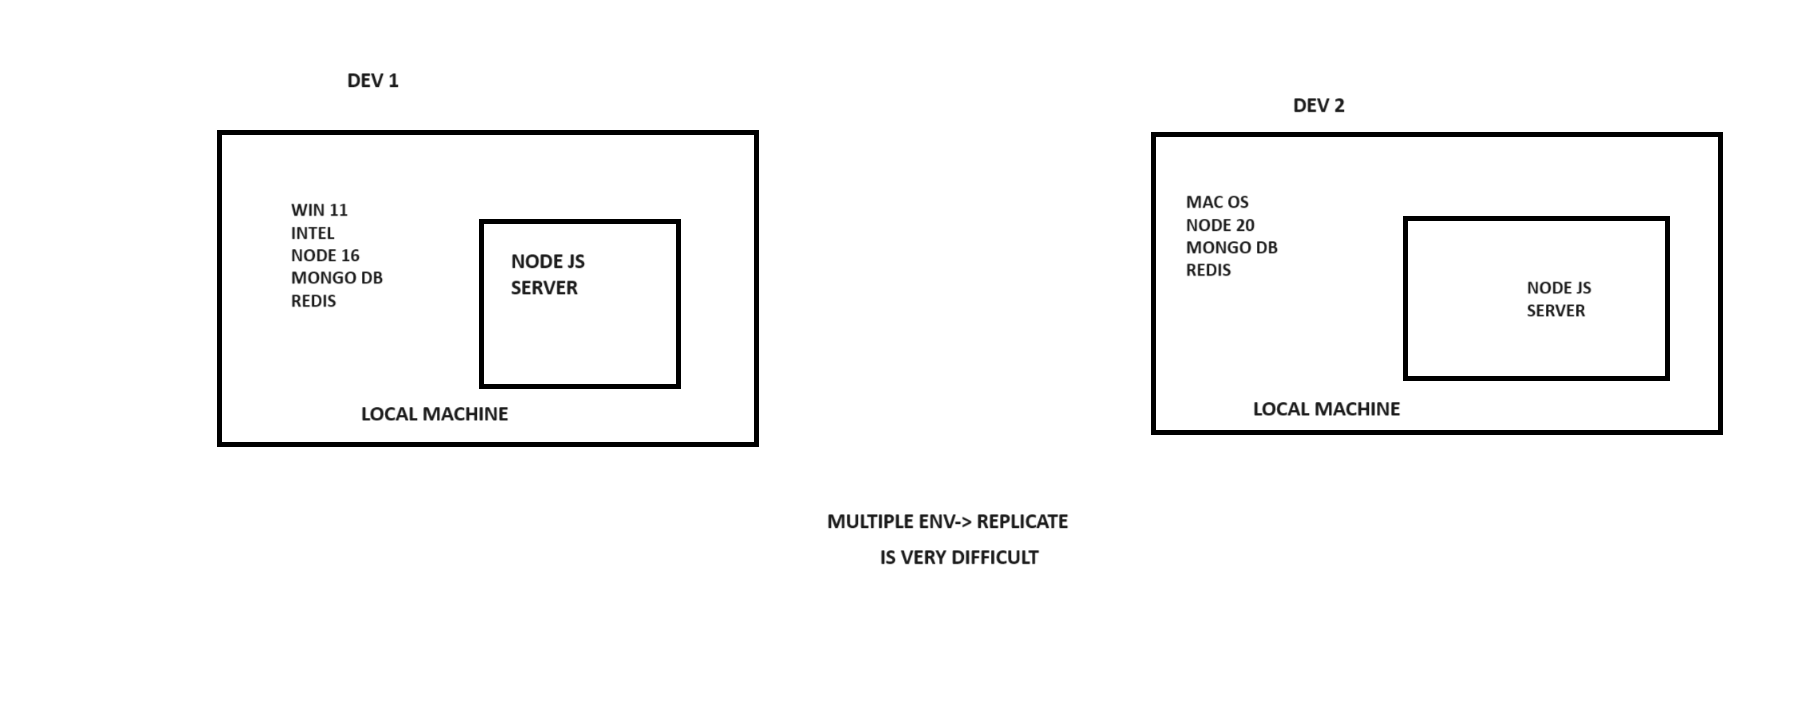 DEV 1
WIN 11
INTEL
NODE 16
MONGO DB
REDIS
NODE JS
SERVER
LOCAL MACHINE
DEV 2
MAC OS
NODE 20
MONGO DB
REDIS
NODE JS
SERVER
LOCAL MACHINE
MULTIPLE ENV-> REPLICATE
IS VERY DIFFICULT